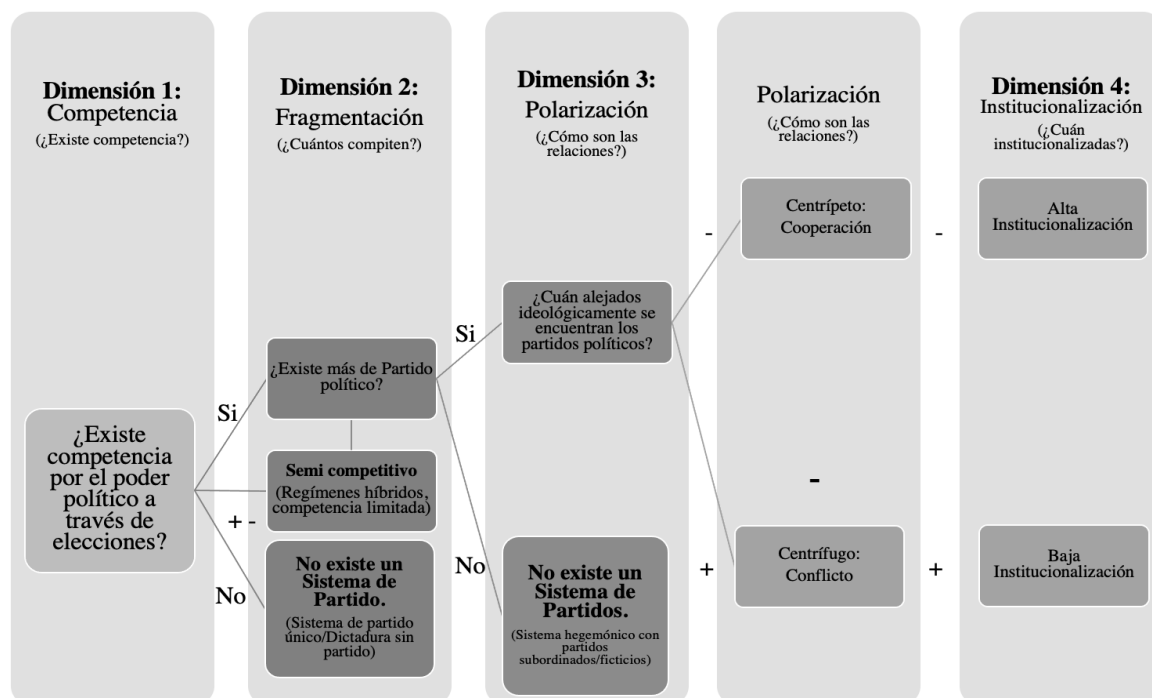 Dimensión 1:
Competencia
(¿Existe competencia?)
¿Existe
competencia
por el poder
político a
través de
elecciones?
Si
+ -
No
Dimensión 2:
Fragmentación
(¿Cuántos compiten?)
¿Existe más de Partido
político?
Semi competitivo
(Regímenes híbridos,
competencia limitada)
No existe un
Sistema de
Partido.
(Sistema de partido
único/Dictadura sin
partido)
Si
No
Dimensión 3:
Polarización
(¿Cómo son las
relaciones?)
¿Cuán alejados
ideológicamente se
encuentran los
partidos políticos?
No existe un
Sistema de
Partidos.
(Sistema hegemónico con
partidos
subordinados/ficticios)
-
+
Polarización
(¿Cómo son las
relaciones?)
Centrípeto:
Cooperación
-
Centrífugo:
Conflicto
-
+
Dimensión 4:
Institucionalización
(¿Cuán
institucionalizadas?)
Alta
Institucionalización
Baja
Institucionalización